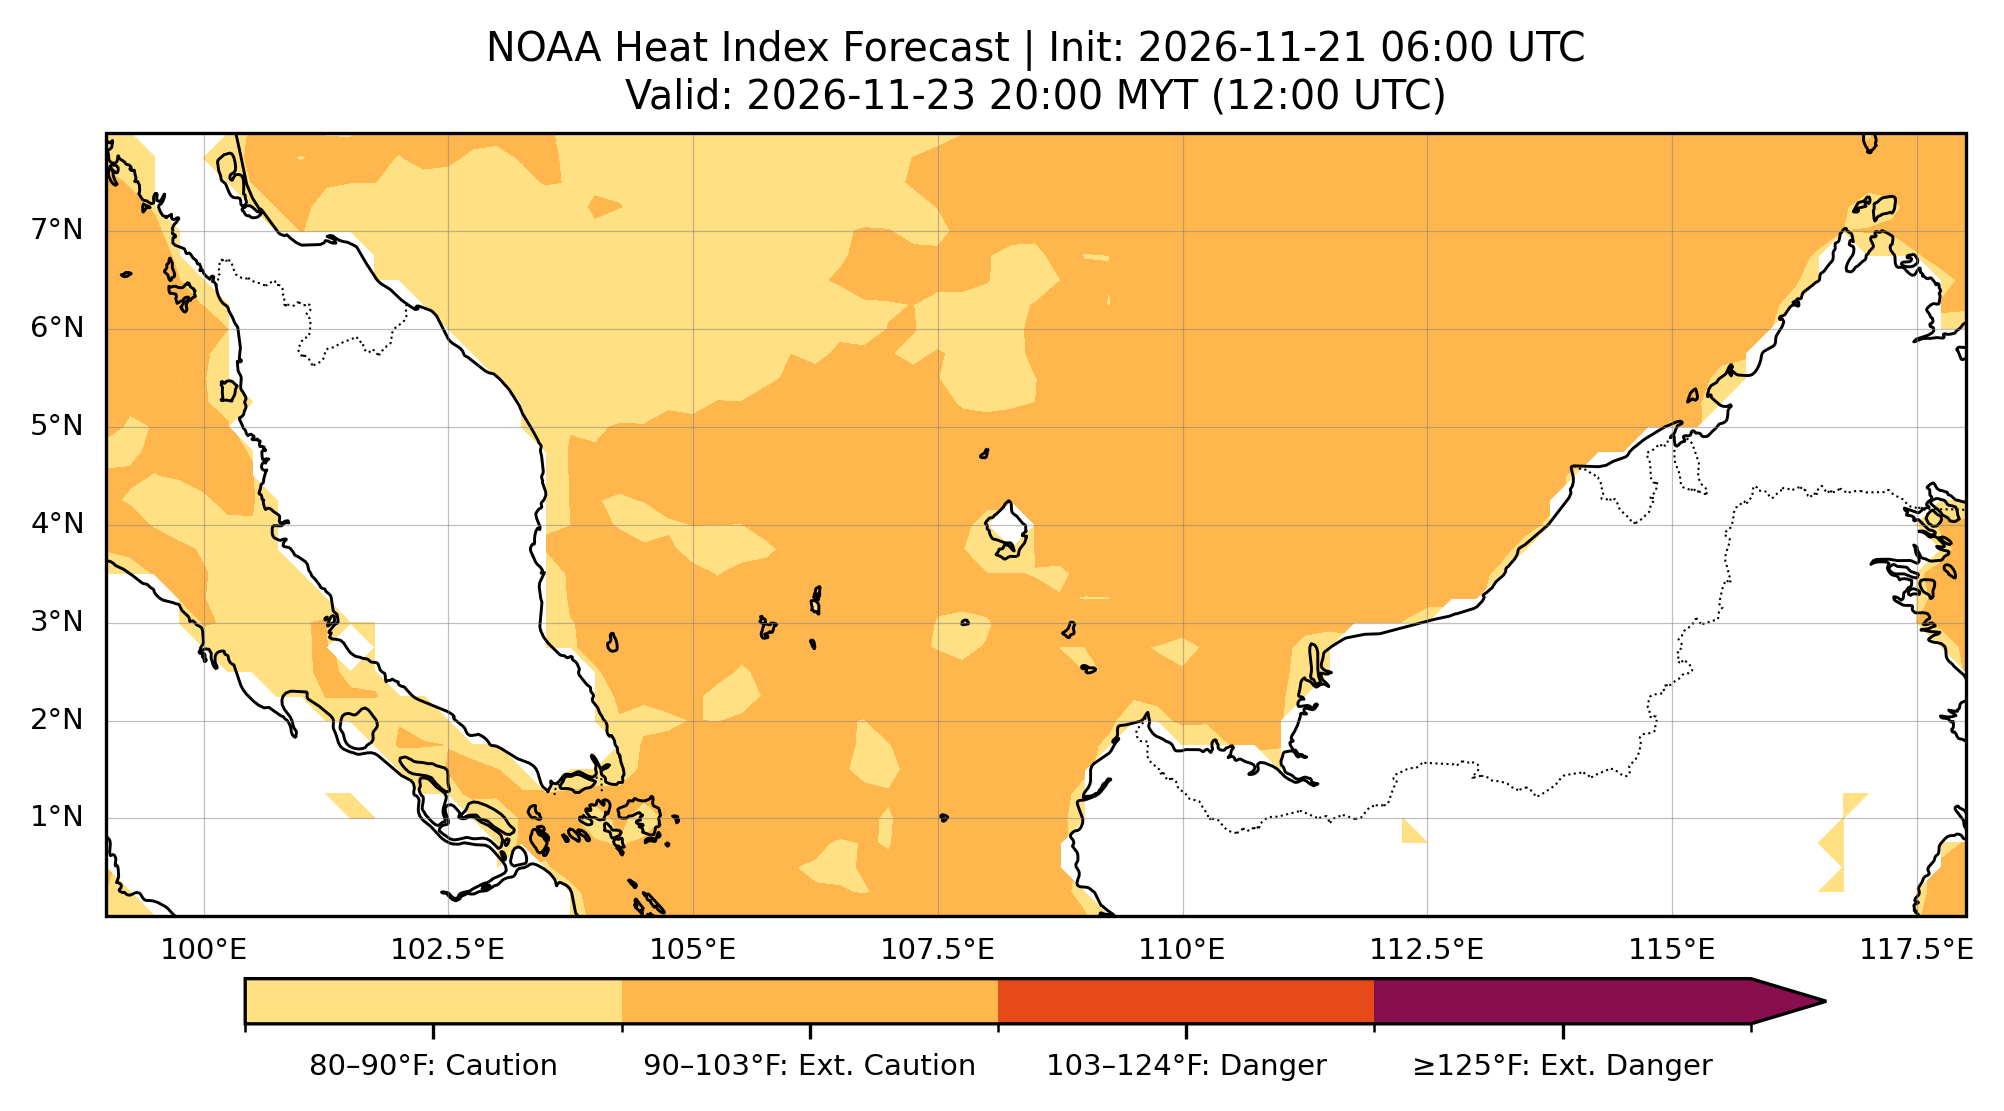 NOAA Heat Index Forecast | Init: 2026-11-21 06:00 UTC
Valid: 2026-11-23 20:00 MYT (12:00 UTC)
7°N
6°N
5°N
4°N
3°N
2°N
1°N
100°E 102.5°E 105°E 107.5°E 110°E 112.5°E 115°E 117.5°E
80–90°F: Caution 90–103°F: Ext. Caution 103–124°F: Danger ≥125°F: Ext. Danger